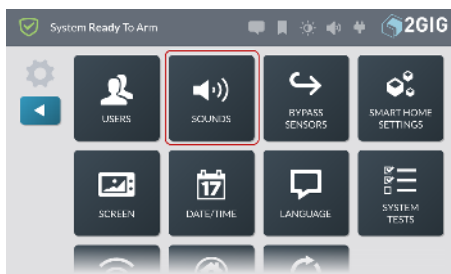 System Ready To Arm
2GIG
USERS
SOUNDS
BYPASS
SENSORS
SMART HOME
SETTINGS
SCREEN
17
DATE/TIME
LANGUAGE
SYSTEM
TESTS